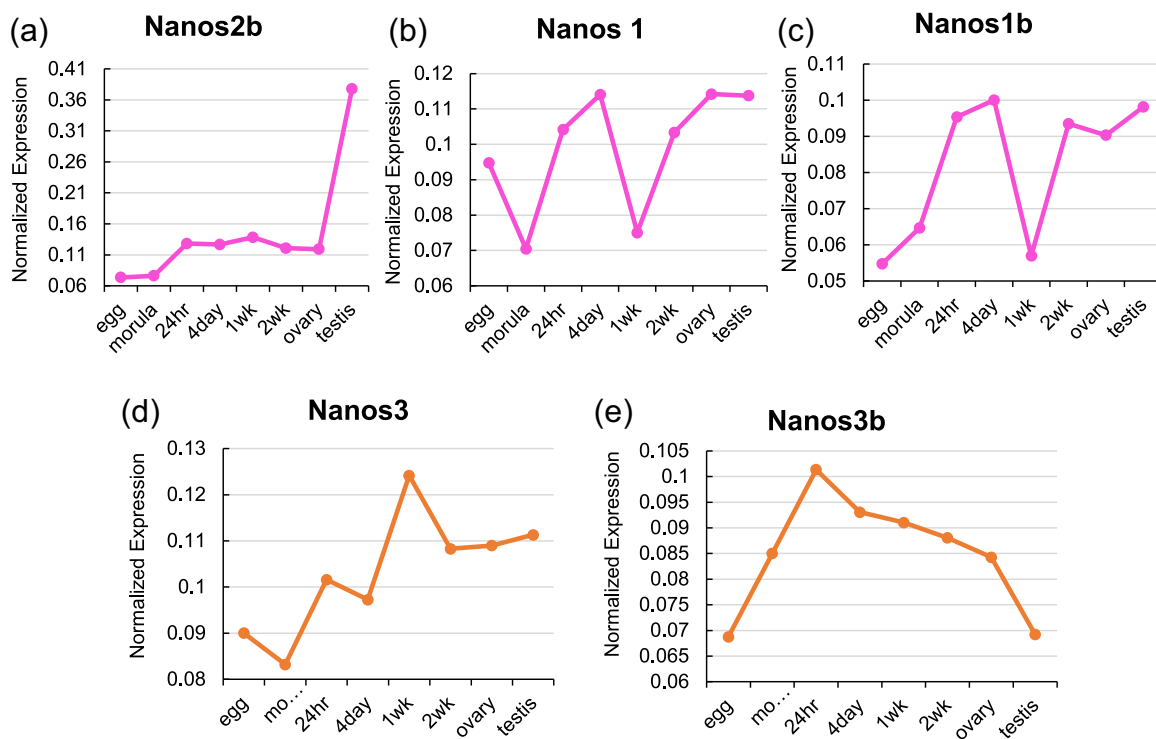 (a)
Nanos2b
Normalized Expression
0.41
0.36
0.31
0.26
0.21
0.16
0.11
0.06
egg
morula
24hr
4day
1wk
2wk
ovary
testis
(b)
Nanos 1
Normalized Expression
0.12
0.11
0.1
0.09
0.08
0.07
0.06
egg
morula
24hr
4day
1wk
2wk
ovary
testis
(c)
Nanos1b
Normalized Expression
0.11
0.1
0.09
0.08
0.07
0.06
0.05
egg
morula
24hr
4day
1wk
2wk
ovary
testis
(d)
Nanos3
Normalized Expression
0.13
0.12
0.11
0.1
0.09
0.08
egg
mo...
24hr
4day
1wk
2wk
ovary
testis
(e)
Nanos3b
Normalized Expression
0.105
0.1
0.095
0.09
0.085
0.08
0.075
0.07
0.065
0.06
egg
mo...
24hr
4day
1wk
2wk
ovary
testis